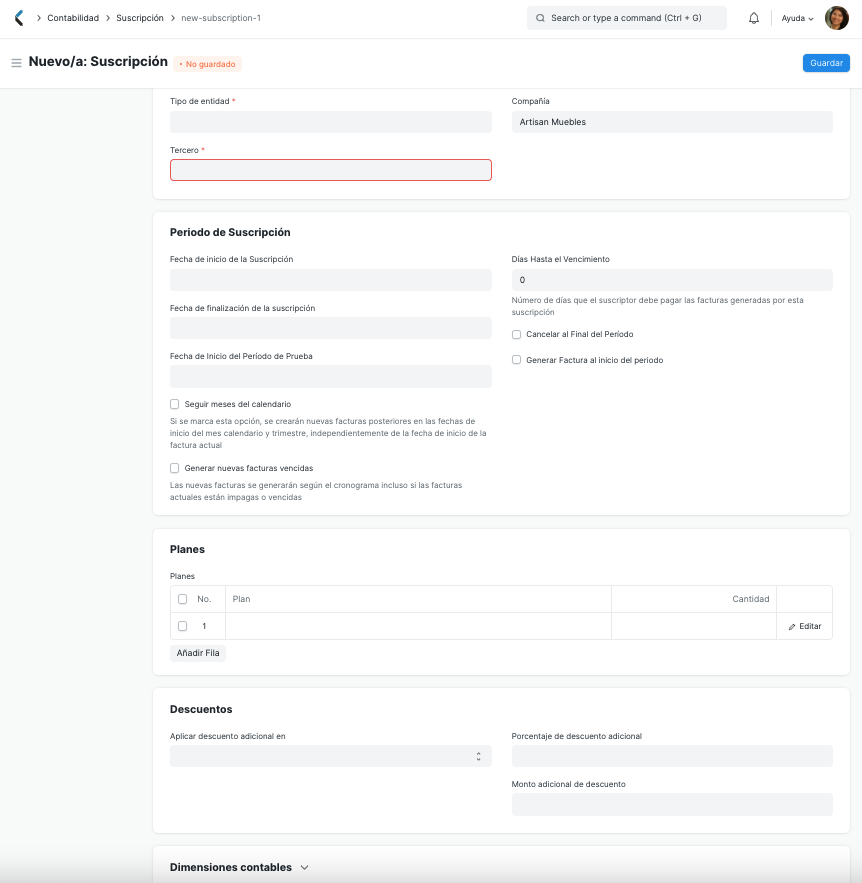 Contabilidad
Suscripción
new-subscription-1
Search or type a command (Ctrl + G)
Ayuda
Nuevo/a: Suscripción
• No guardado
Guardar
Tipo de entidad *
Compañía
Artisan Muebles
Tercero *
Periodo de Suscripción
Fecha de inicio de la Suscripción
Días Hasta el Vencimiento
0
Número de días que el suscriptor debe pagar las facturas generadas por esta
suscripción
Fecha de finalización de la suscripción
Cancelar al Final del Período
Fecha de Inicio del Período de Prueba
Generar Factura al inicio del periodo
Seguir meses del calendario
Si se marca esta opción, se crearán nuevas facturas posteriores en las fechas de
inicio del mes calendario y trimestre, independientemente de la fecha de inicio de la
factura actual
Generar nuevas facturas vencidas
Las nuevas facturas se generarán según el cronograma incluso si las facturas
actuales están impagas o vencidas
Planes
Planes
No. Plan Cantidad
1 Editar
Añadir Fila
Descuentos
Aplicar descuento adicional en
Porcentaje de descuento adicional
Monto adicional de descuento
Dimensiones contables